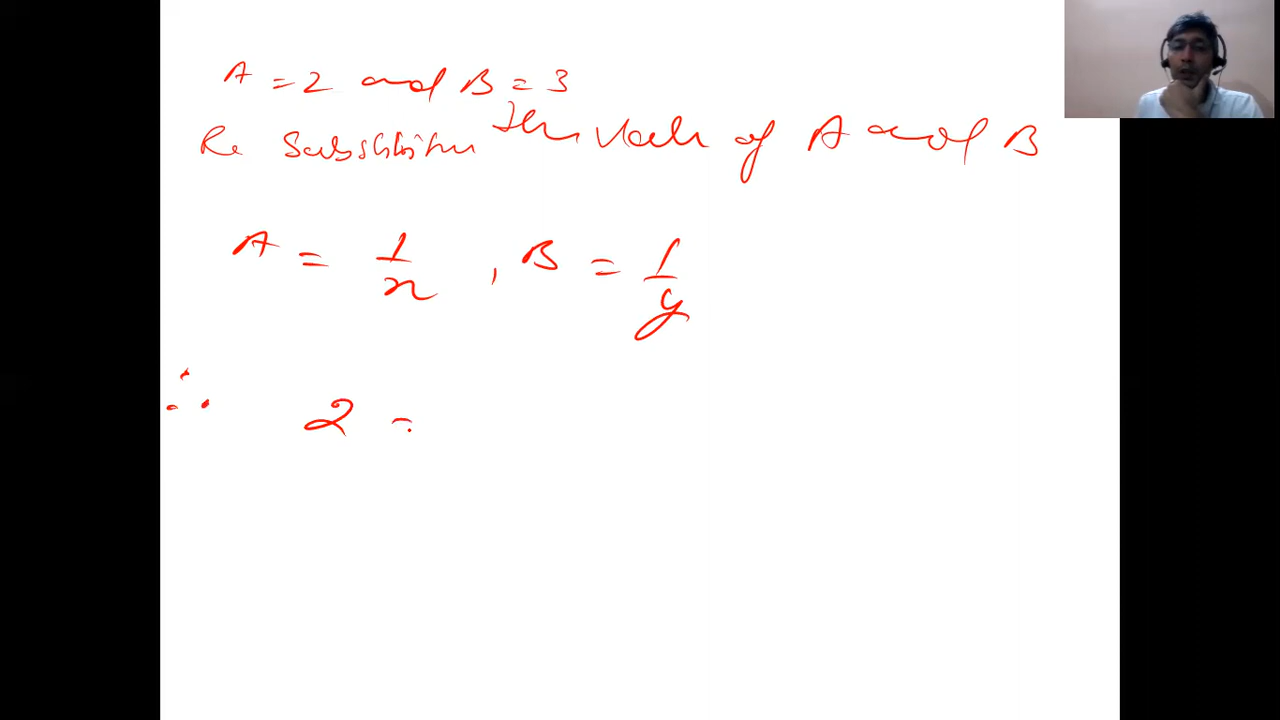 A = 2 and B = 3
Re Substitute the Value of A and B
A = 1/x , B = 1/y
∴ 2 =